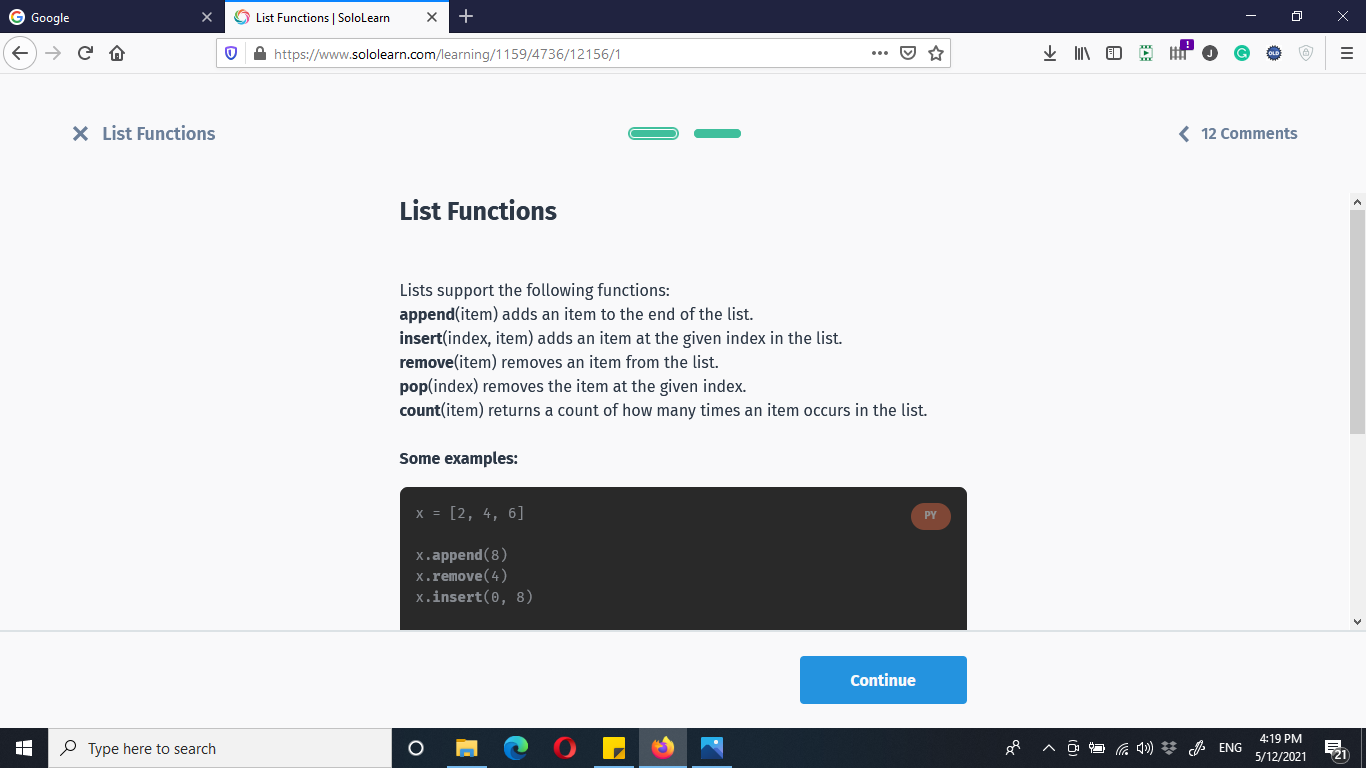 Google
List Functions | SoloLearn
https://www.sololearn.com/learning/1159/4736/12156/1
List Functions
12 Comments
List Functions
Lists support the following functions:
append(item) adds an item to the end of the list.
insert(index, item) adds an item at the given index in the list.
remove(item) removes an item from the list.
pop(index) removes the item at the given index.
count(item) returns a count of how many times an item occurs in the list.
Some examples:
PY
x = [2, 4, 6]
x.append(8)
x.remove(4)
x.insert(0, 8)
Continue
Type here to search
ENG
4:19 PM
5/12/2021
21